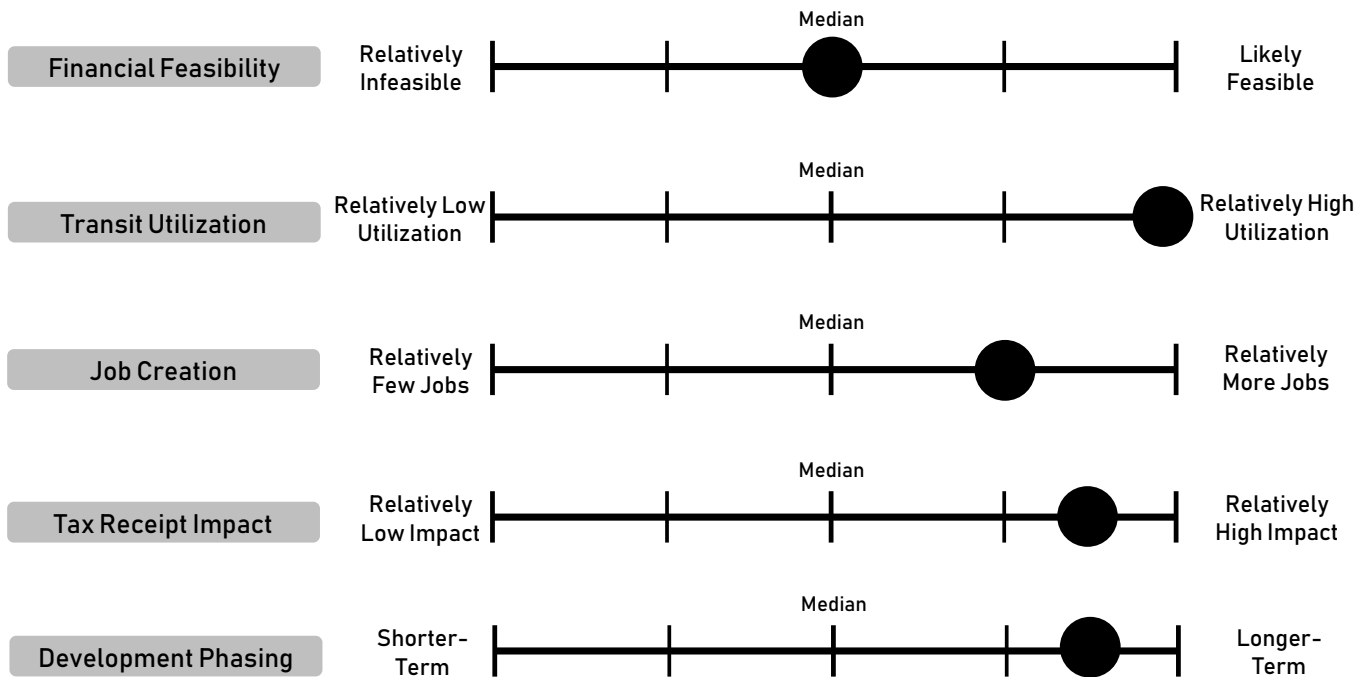 Median
Financial Feasibility
Relatively
Infeasible
Likely
Feasible
Median
Transit Utilization
Relatively Low
Utilization
Relatively High
Utilization
Median
Job Creation
Relatively
Few Jobs
Relatively
More Jobs
Median
Tax Receipt Impact
Relatively
Low Impact
Relatively
High Impact
Median
Development Phasing
Shorter-
Term
Longer-
Term